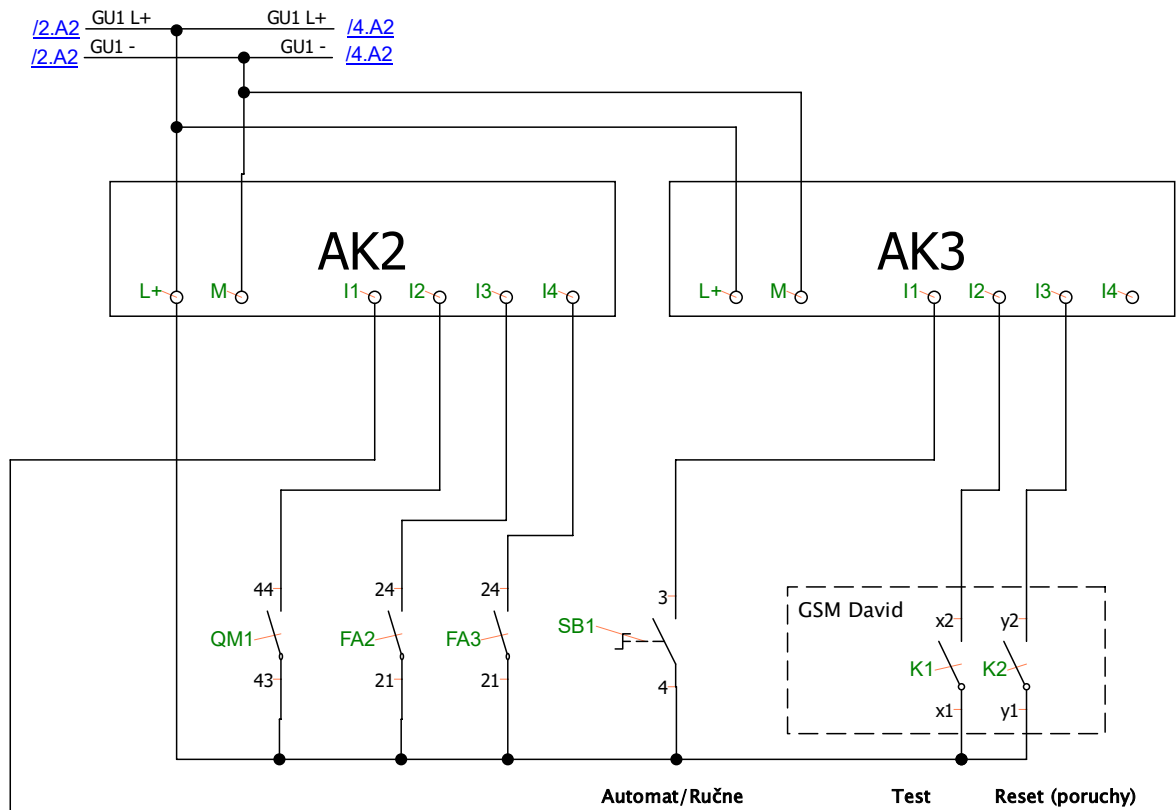 /2.A2 GU1 L+ GU1 L+ /4.A2
/2.A2 GU1 - GU1 - /4.A2
AK2 AK3
L+ M I1 I2 I3 I4 L+ M I1 I2 I3 I4
44 24 24 3
GSM David
x2 y2
QM1 FA2 FA3 SB1
K1 K2
43 21 21 4
x1 y1
Automat/Ručne Test Reset (poruchy)